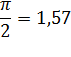 π/2 = 1,57